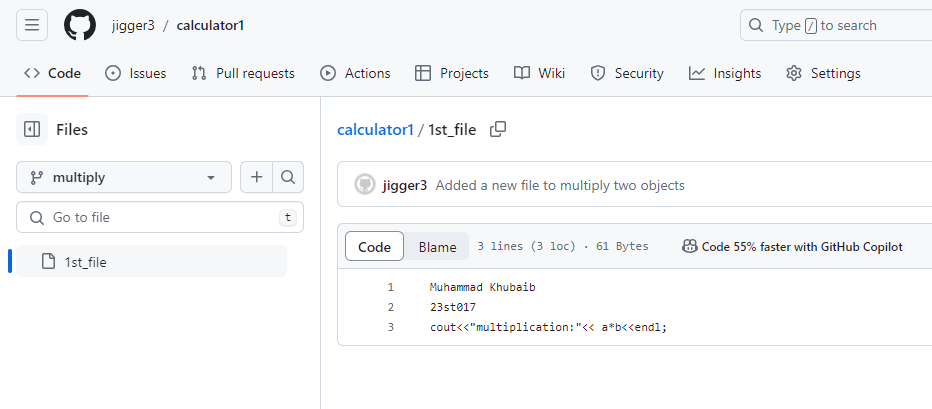 jigger3 / calculator1
Type / to search
Code Issues Pull requests Actions Projects Wiki Security Insights Settings
Files
multiply
Go to file t
1st_file
calculator1 / 1st_file
jigger3 Added a new file to multiply two objects
Code Blame 3 lines (3 loc) · 61 Bytes Code 55% faster with GitHub Copilot
1 Muhammad Khubaib
2 23st017
3 cout<<"multiplication:"<< a*b<<endl;